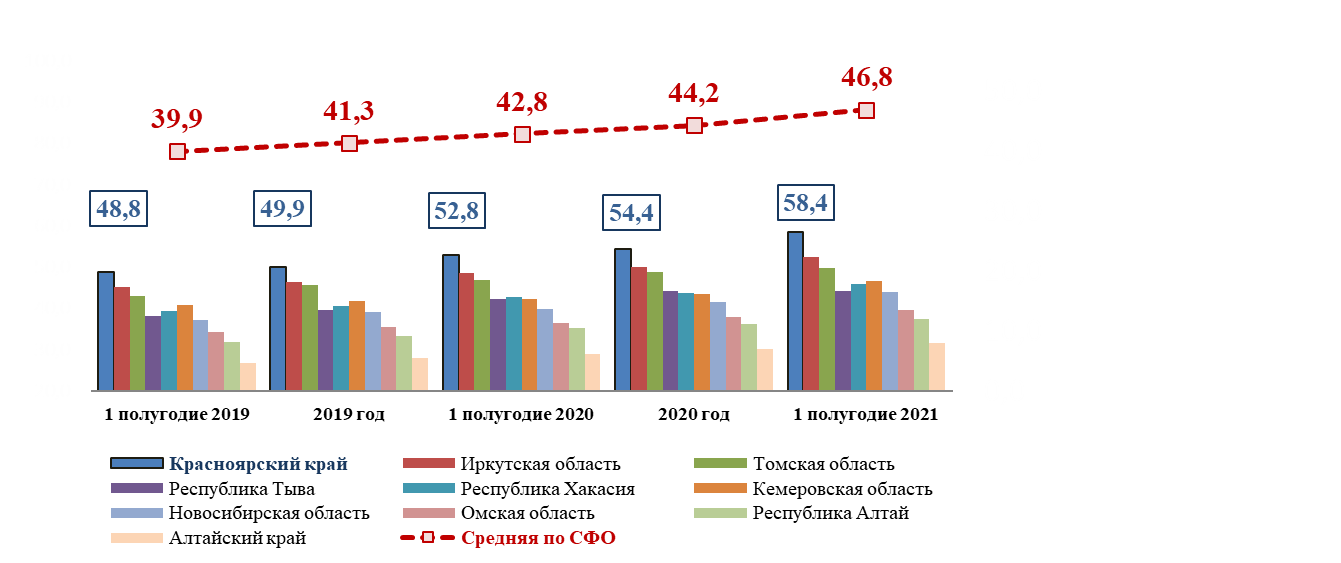 46,8
44,2
42,8
41,3
39,9
48,8 49,9 52,8 54,4 58,4
1 полугодие 2019 2019 год 1 полугодие 2020 2020 год 1 полугодие 2021
Красноярский край Иркутская область Томская область
Республика Тыва Республика Хакасия Кемеровская область
Новосибирская область Омская область Республика Алтай
Алтайский край Средняя по СФО